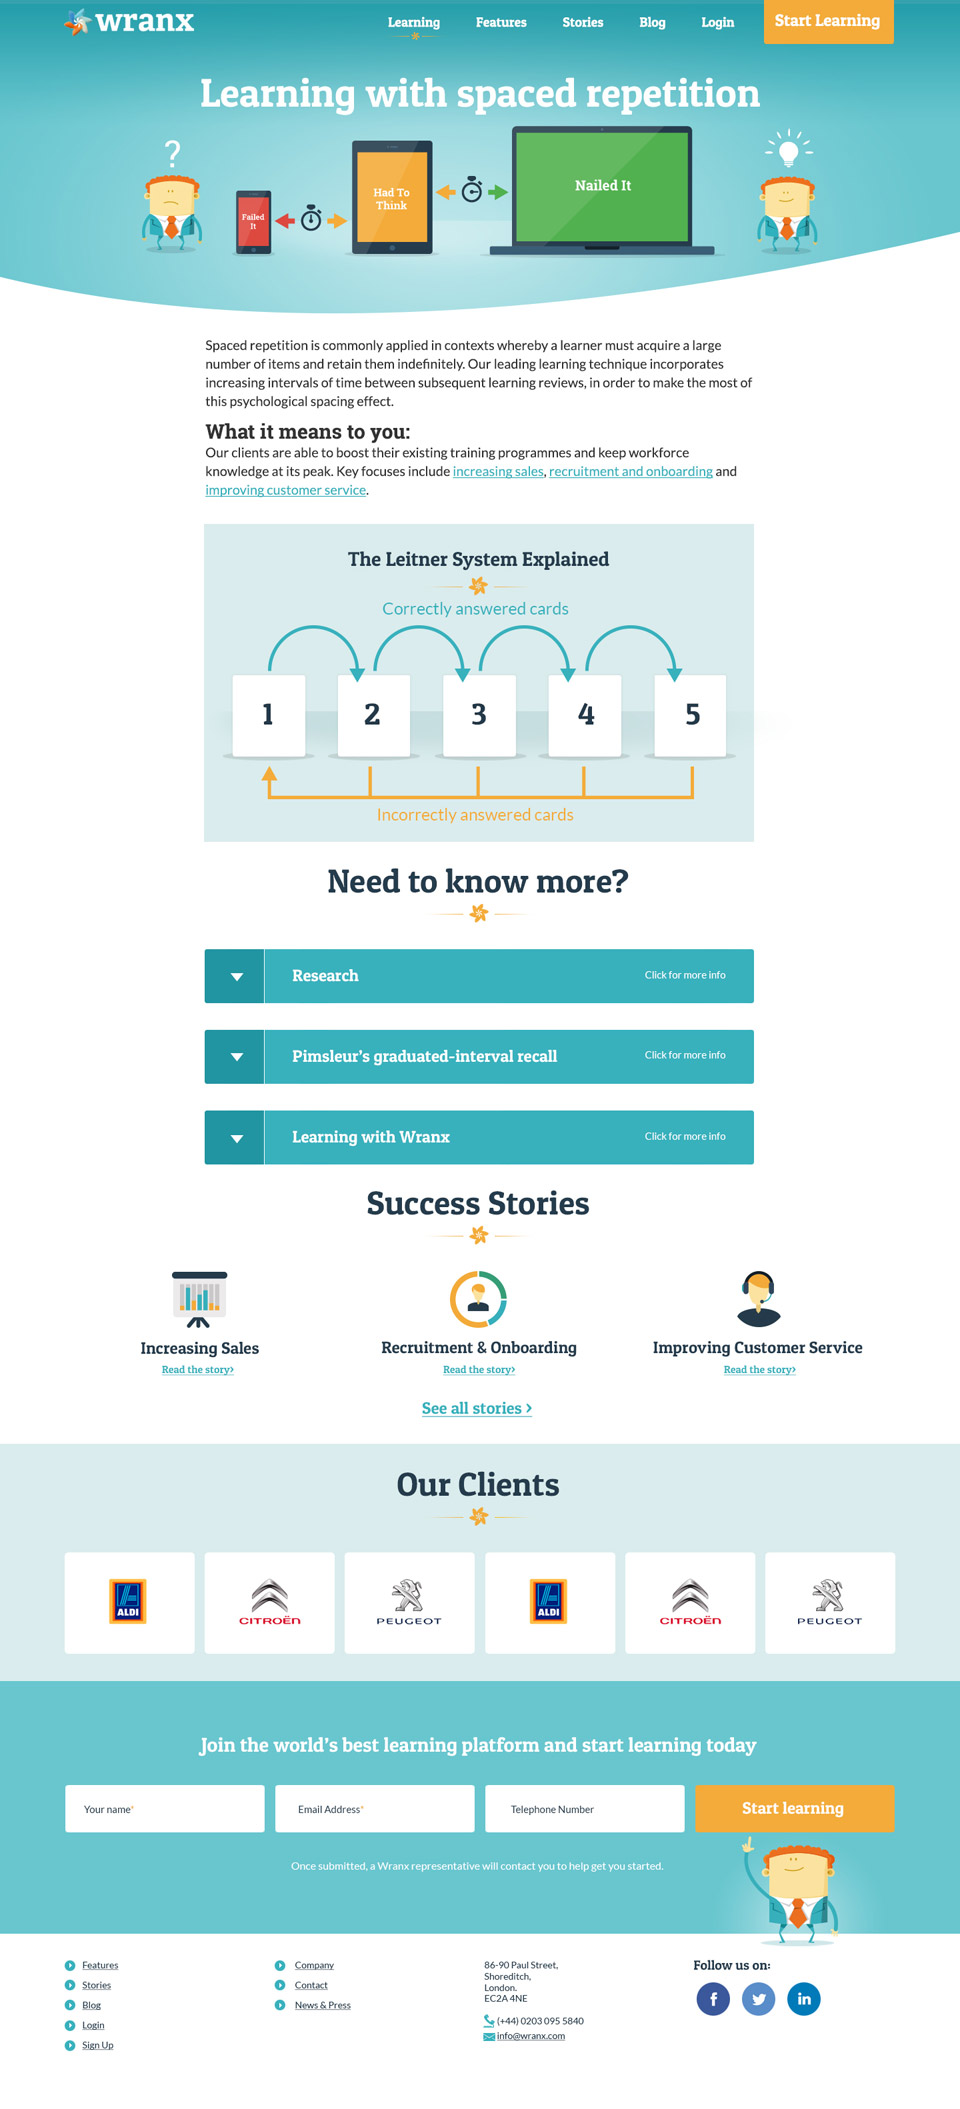 wranx
Learning
Features
Stories
Blog
Login
Start Learning
Learning with spaced repetition
?
Failed
It
Had To
Think
Nailed It
Spaced repetition is commonly applied in contexts whereby a learner must acquire a large
number of items and retain them indefinitely. Our leading learning technique incorporates
increasing intervals of time between subsequent learning reviews, in order to make the most of
this psychological spacing effect.
What it means to you:
Our clients are able to boost their existing training programmes and keep workforce
knowledge at its peak. Key focuses include increasing sales, recruitment and onboarding and
improving customer service.
The Leitner System Explained
Correctly answered cards
1
2
3
4
5
Incorrectly answered cards
Need to know more?
Research
Click for more info
Pimsleur's graduated-interval recall
Click for more info
Learning with Wranx
Click for more info
Success Stories
Increasing Sales
Read the story›
Recruitment & Onboarding
Read the story›
Improving Customer Service
Read the story›
See all stories ›
Our Clients
ALDI
CITROËN
PEUGEOT
ALDI
CITROËN
PEUGEOT
Join the world's best learning platform and start learning today
Your name*
Email Address*
Telephone Number
Start learning
Once submitted, a Wranx representative will contact you to help get you started.
Features
Stories
Blog
Login
Sign Up
Company
Contact
News & Press
86-90 Paul Street,
Shoreditch,
London.
EC2A 4NE
(+44) 0203 095 5840
info@wranx.com
Follow us on:
f
in